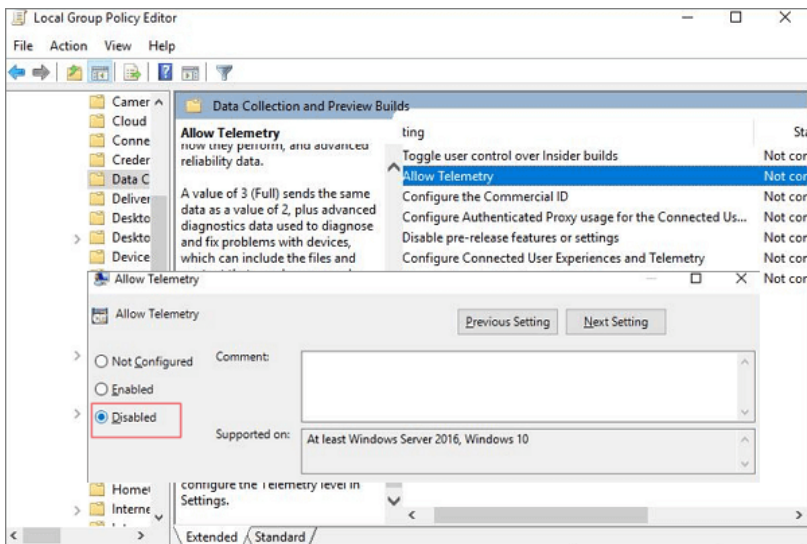 Local Group Policy Editor
File Action View Help
Camer
Cloud
Conne
Creder
Data C
Deliver
Deskto
Deskto
Device
Data Collection and Preview Builds
Allow Telemetry
how they perform, and advanced
reliability data.
A value of 3 (Full) sends the same
data as a value of 2, plus advanced
diagnostics data used to diagnose
and fix problems with devices,
which can include the files and
ting Sta
Toggle user control over Insider builds Not cor
Allow Telemetry Not cor
Configure the Commercial ID Not cor
Configure Authenticated Proxy usage for the Connected Us... Not cor
Disable pre-release features or settings Not cor
Configure Connected User Experiences and Telemetry Not cor
Not cor
Allow Telemetry
Allow Telemetry
Previous Setting Next Setting
Not Configured
Enabled
Disabled
Comment:
Supported on: At least Windows Server 2016, Windows 10
Interne
configure the Telemetry level in
Settings.
Extended Standard